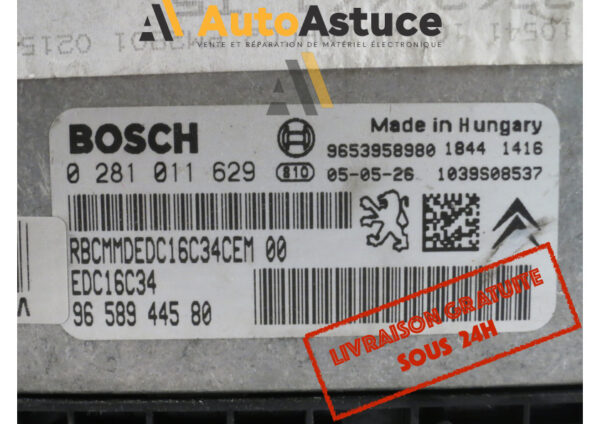 AutoAstuce
VENTE ET RÉPARATION DE MATÉRIEL ÉLECTRONIQUE
BOSCH
Made in Hungary
9653958980 1844 1416
0 281 011 629 810 05-05-26 1039S08537
RBCMMDEDC16C34CEM 00
EDC16C34
96 589 445 80
LIVRAISON GRATUITE
SOUS 24H